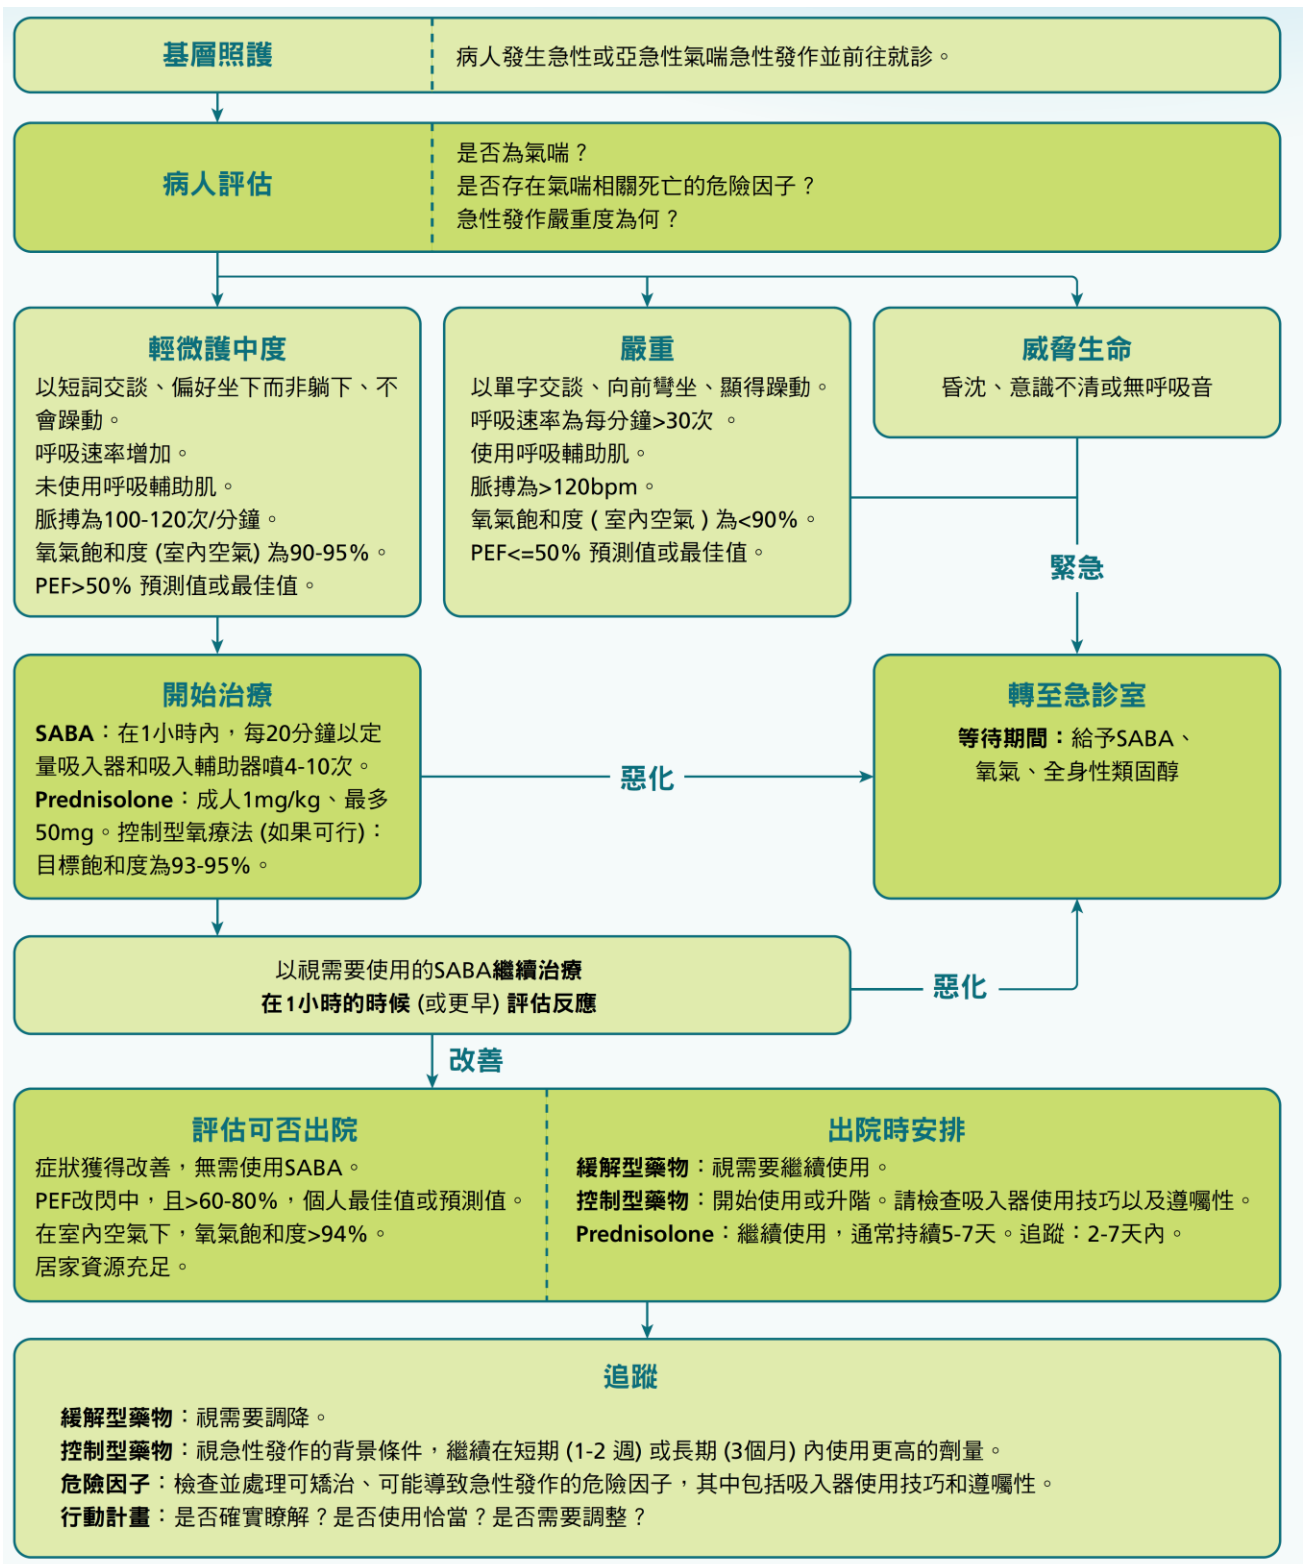 基層照護
病人發生急性或亞急性氣喘急性發作並前往就診。
病人評估
是否為氣喘？
是否存在氣喘相關死亡的危險因子？
急性發作嚴重度為何？
輕微護中度
以短詞交談、偏好坐下而非躺下、不
會躁動。
呼吸速率增加。
未使用呼吸輔助肌。
脈搏為100-120次/分鐘。
氧氣飽和度 (室內空氣) 為90-95%。
PEF>50% 預測值或最佳值。
嚴重
以單字交談、向前彎坐、顯得躁動。
呼吸速率為每分鐘>30次 。
使用呼吸輔助肌。
脈搏為>120bpm。
氧氣飽和度 ( 室內空氣 ) 為<90%。
PEF<=50% 預測值或最佳值。
威脅生命
昏沈、意識不清或無呼吸音
緊急
開始治療
SABA：在1小時內，每20分鐘以定
量吸入器和吸入輔助器噴4-10次。
Prednisolone：成人1mg/kg、最多
50mg。控制型氧療法 (如果可行)：
目標飽和度為93-95%。
惡化
轉至急診室
等待期間：給予SABA、
氧氣、全身性類固醇
以視需要使用的SABA繼續治療
在1小時的時候 (或更早) 評估反應
惡化
改善
評估可否出院
症狀獲得改善，無需使用SABA。
PEF改閃中，且>60-80%，個人最佳值或預測值。
在室內空氣下，氧氣飽和度>94%。
居家資源充足。
出院時安排
緩解型藥物：視需要繼續使用。
控制型藥物：開始使用或升階。請檢查吸入器使用技巧以及遵囑性。
Prednisolone：繼續使用，通常持續5-7天。追蹤：2-7天內。
追蹤
緩解型藥物：視需要調降。
控制型藥物：視急性發作的背景條件，繼續在短期 (1-2 週) 或長期 (3個月) 內使用更高的劑量。
危險因子：檢查並處理可矯治、可能導致急性發作的危險因子，其中包括吸入器使用技巧和遵囑性。
行動計畫：是否確實瞭解？是否使用恰當？是否需要調整？